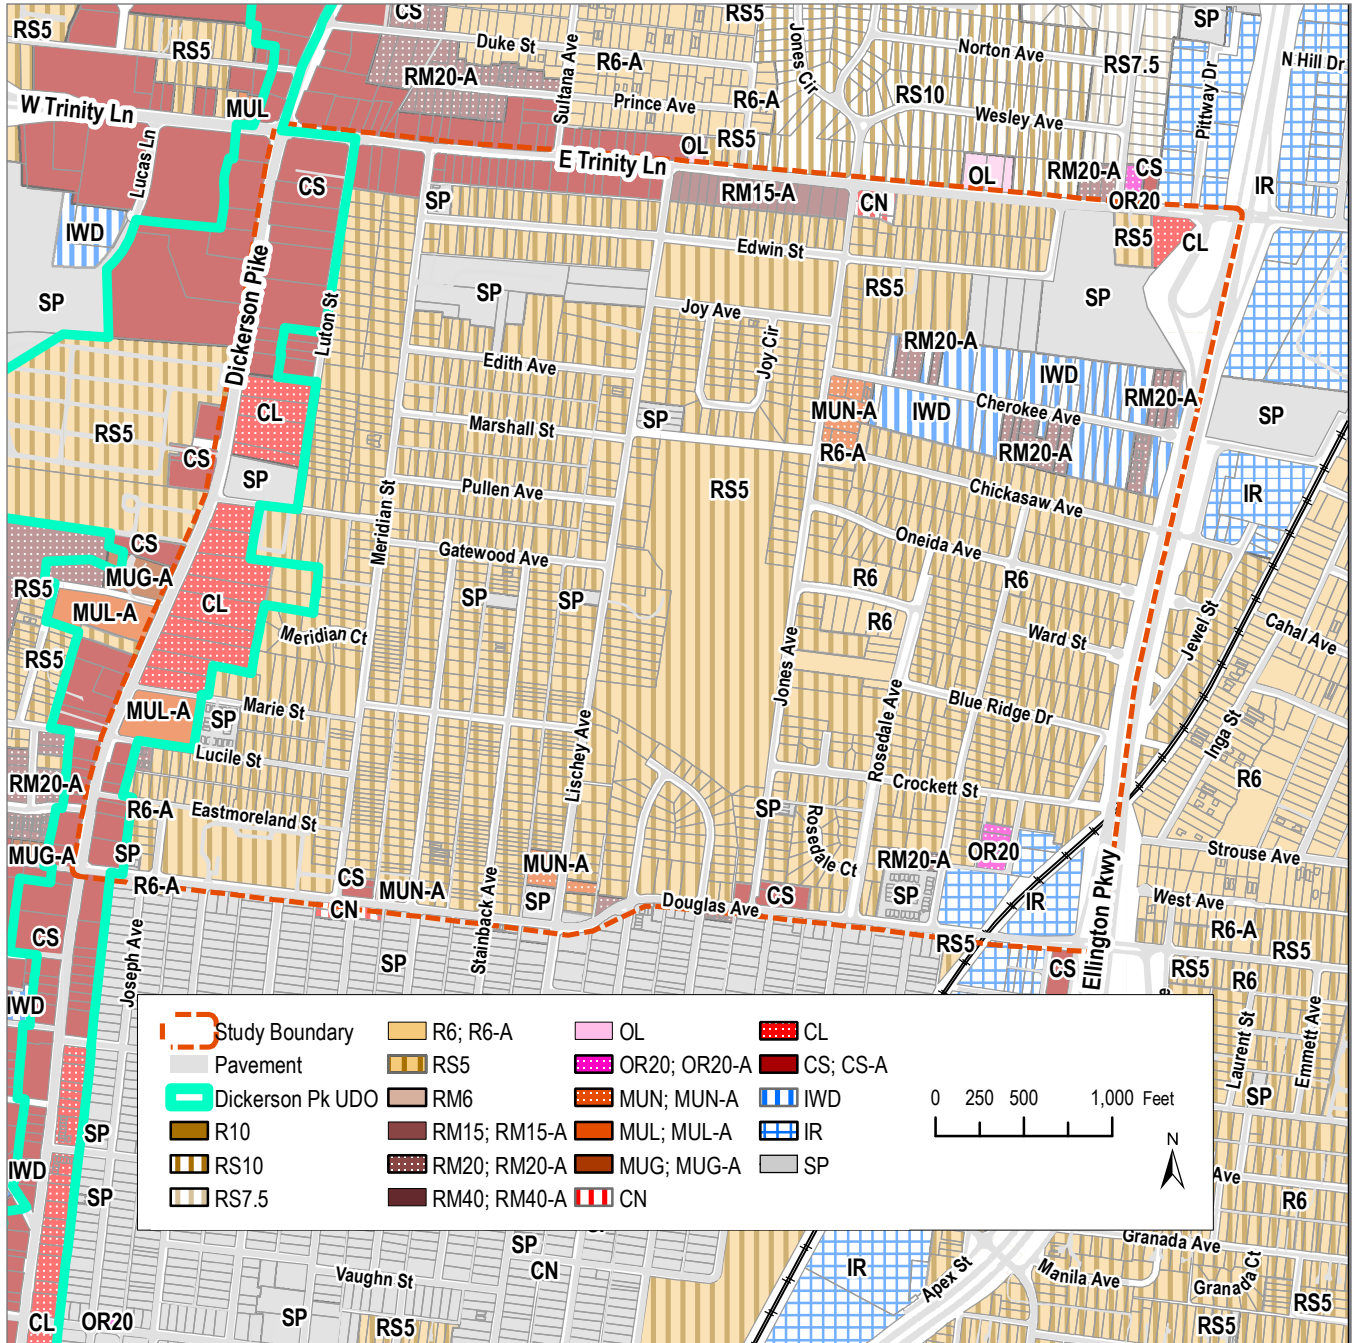 CS
RS5
RS5
RS5
Duke St
Sultana Ave
R6-A
Jones Cir
Norton Ave
RS7.5
SP
N Hill Dr
RM20-A
Prince Ave
R6-A
RS10
Wesley Ave
Pittway Dr
W Trinity Ln
MUL
RS5
OL
E Trinity Ln
Lucas Ln
CS
SP
RM15-A
CN
OL
RM20-A
CS
OR20
IR
IWD
Edwin St
RS5
CL
SP
Dickerson Pike
Luton St
SP
Joy Ave
Joy Cir
RS5
SP
RM20-A
Edith Ave
IWD
RM20-A
CL
Marshall St
SP
MUN-A
IWD
Cherokee Ave
SP
RS5
CS
R6-A
RM20-A
SP
Meridian St
Pullen Ave
RS5
Chickasaw Ave
IR
CS
Gatewood Ave
Oneida Ave
MUG-A
RS5
CL
SP
SP
R6
R6
MUL-A
Meridian Ct
R6
Ward St
Jewel St
Cahal Ave
RS5
Jones Ave
MUL-A
SP
Marie St
Rosedale Ave
Blue Ridge Dr
Inga St
Lucile St
Lischey Ave
RM20-A
R6-A
Eastmoreland St
SP
Crockett St
R6
Rosedale Ct
MUG-A
SP
MUN-A
RM20-A
OR20
Strouse Ave
R6-A
CS
MUN-A
SP
CS
SP
IR
Ellington Pkwy
West Ave
CN
Stainback Ave
Douglas Ave
R6-A
CS
Joseph Ave
SP
RS5
CS
RS5
RS5
R6
IWD
Study Boundary
Pavement
Dickerson Pk UDO
R10
RS10
RS7.5
R6; R6-A
RS5
RM6
RM15; RM15-A
RM20; RM20-A
RM40; RM40-A
OL
OR20; OR20-A
MUN; MUN-A
MUL; MUL-A
MUG; MUG-A
CN
CL
CS; CS-A
IWD
IR
SP
0 250 500 1,000 Feet
N
Laurent St
Emmett Ave
SP
SP
IWD
SP
Ave
R6
SP
CN
Vaughn St
IR
Apex St
Granada Ave
Manila Ave
Granada Ct
RS5
CL
OR20
SP
RS5
RS5